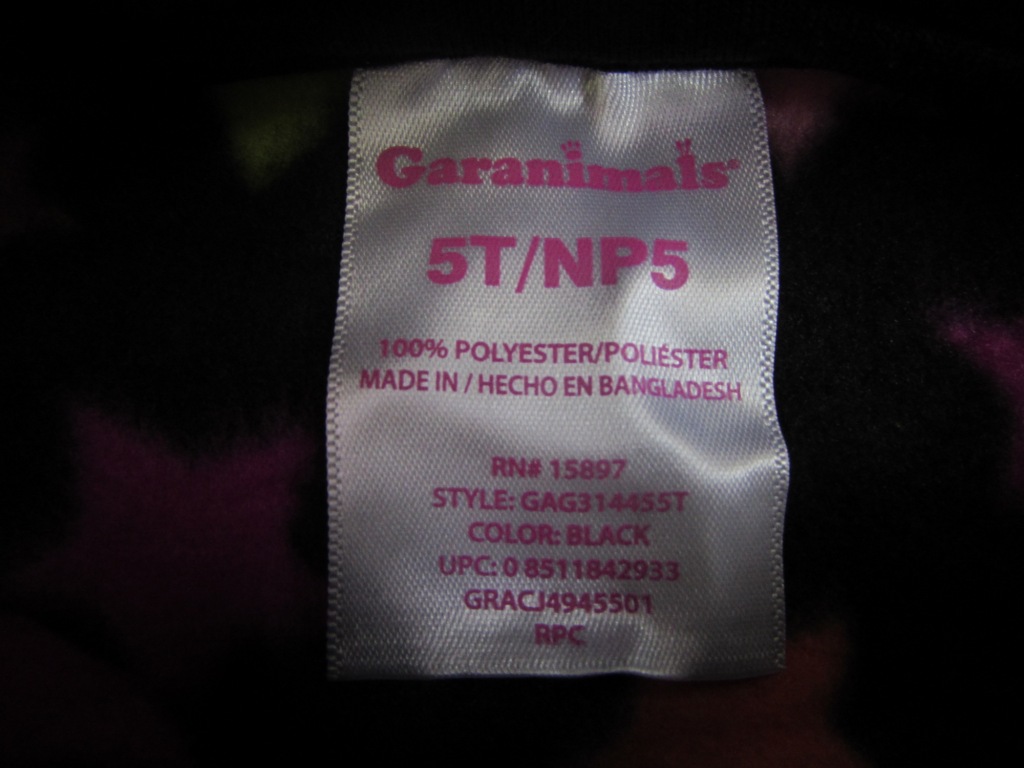 Garanimals®
5T/NP5
100% POLYESTER/POLIÉSTER
MADE IN / HECHO EN BANGLADESH
RN# 15897
STYLE: GAG314455T
COLOR: BLACK
UPC: 0 8511842933
GRACJ4945501
RPC